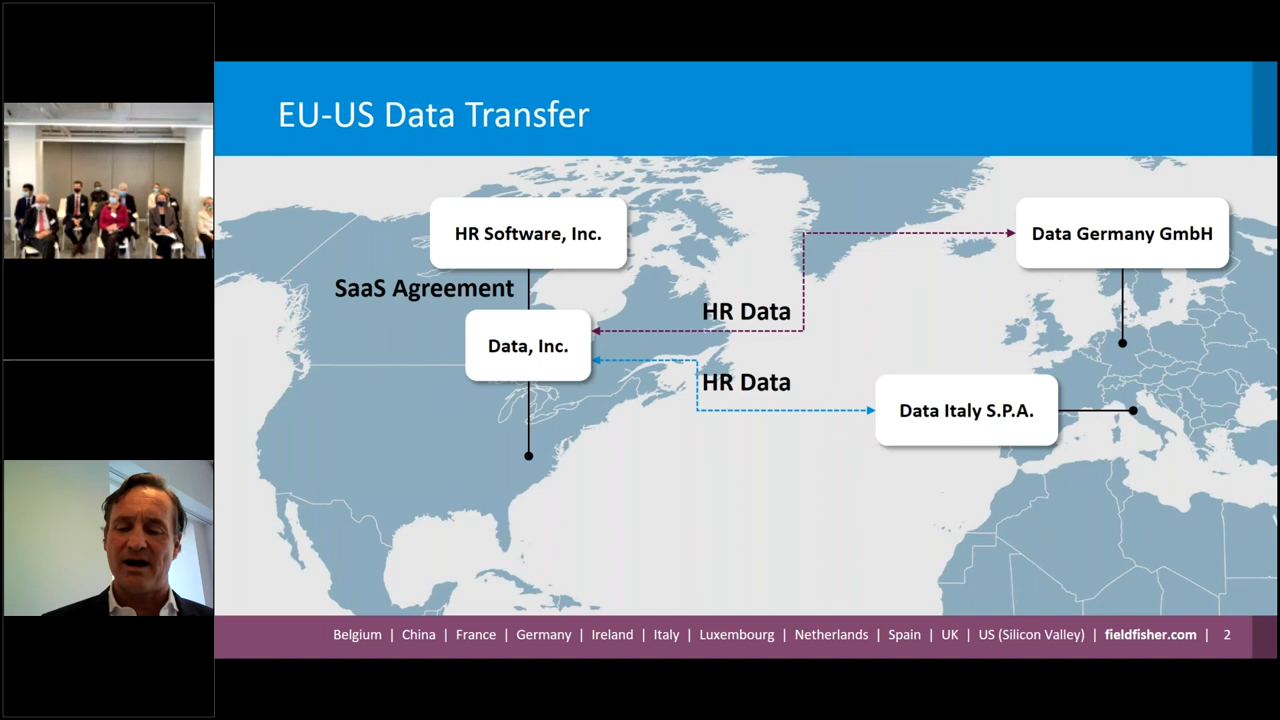 EU-US Data Transfer
HR Software, Inc.
Data Germany GmbH
SaaS Agreement
HR Data
Data, Inc.
HR Data
Data Italy S.P.A.
Belgium | China | France | Germany | Ireland | Italy | Luxembourg | Netherlands | Spain | UK | US (Silicon Valley) | fieldfisher.com | 2